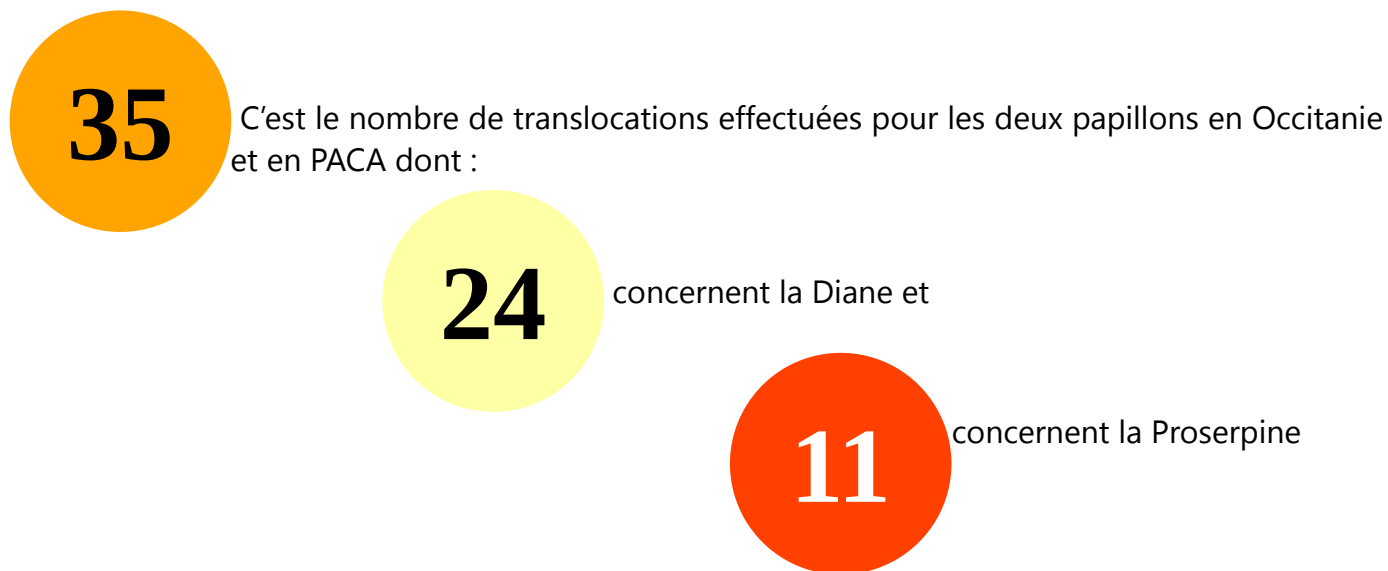 35
C’est le nombre de translocations effectuées pour les deux papillons en Occitanie
et en PACA dont :
24
concernent la Diane et
11
concernent la Proserpine